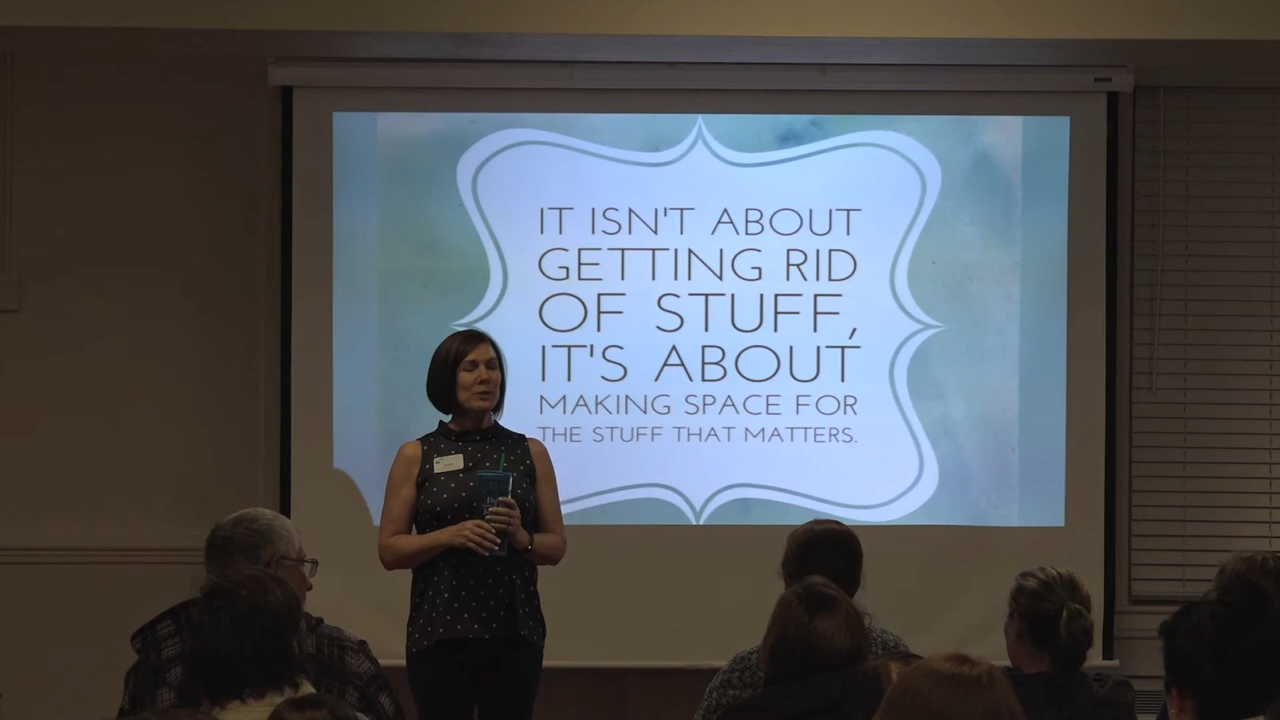 IT ISN'T ABOUT
GETTING RID
OF STUFF,
IT'S ABOUT
MAKING SPACE FOR
THE STUFF THAT MATTERS.